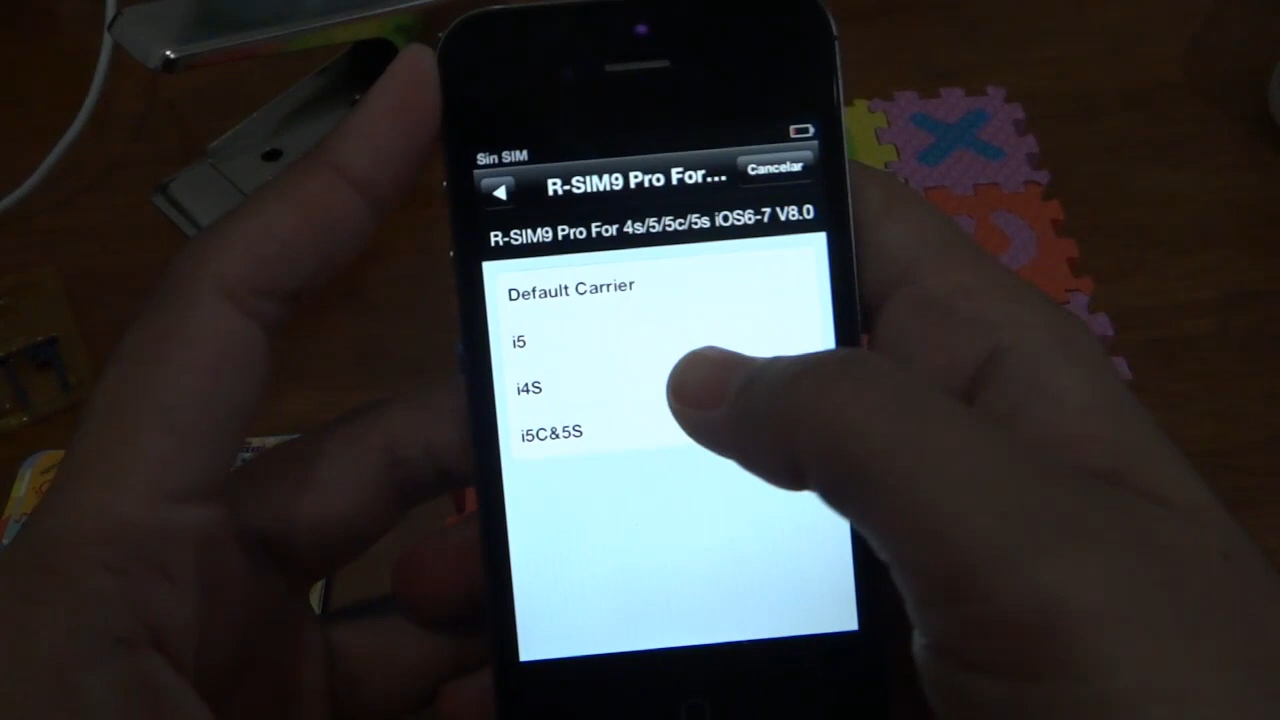 Sin SIM
R-SIM9 Pro For... Cancelar
R-SIM9 Pro For 4s/5/5c/5s iOS6-7 V8.0
Default Carrier
i5
i4S
i5C&5S